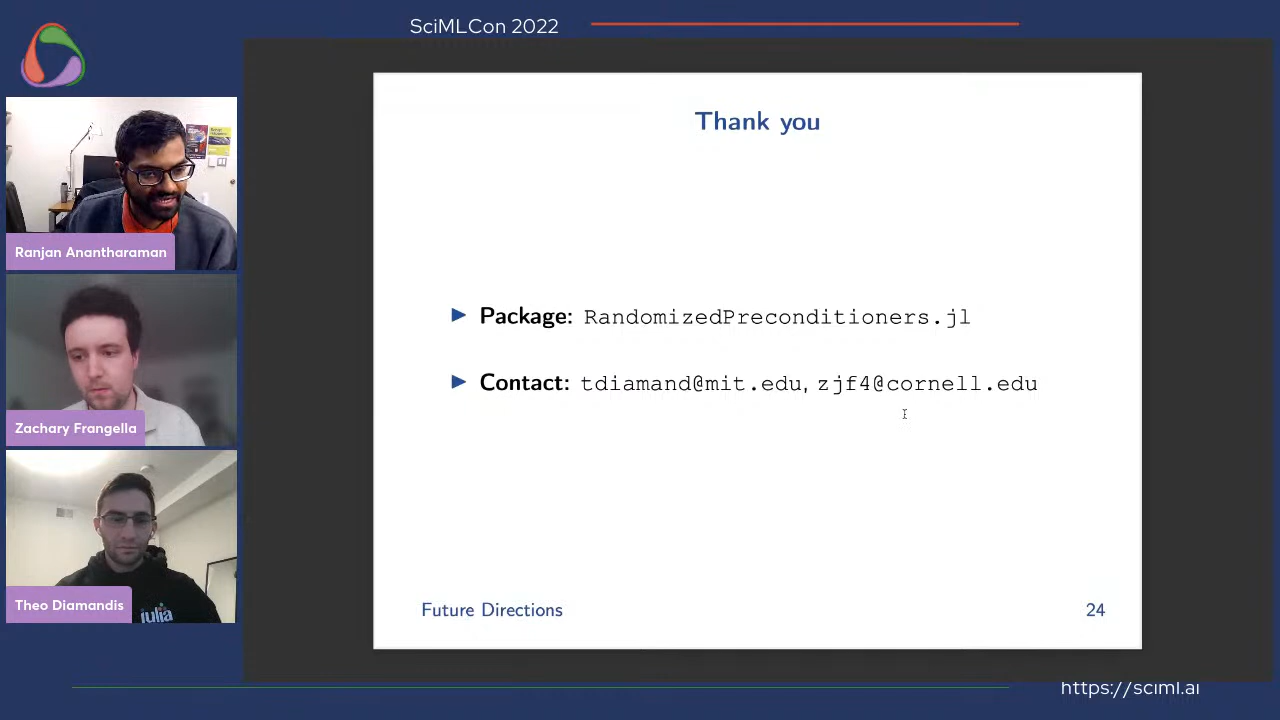 SciMLCon 2022
Ranjan Anantharaman
Zachary Frangella
Theo Diamandis
julia
Thank you
Package: RandomizedPreconditioners.jl
Contact: tdiamand@mit.edu, zjf4@cornell.edu
Future Directions
24
https://sciml.ai